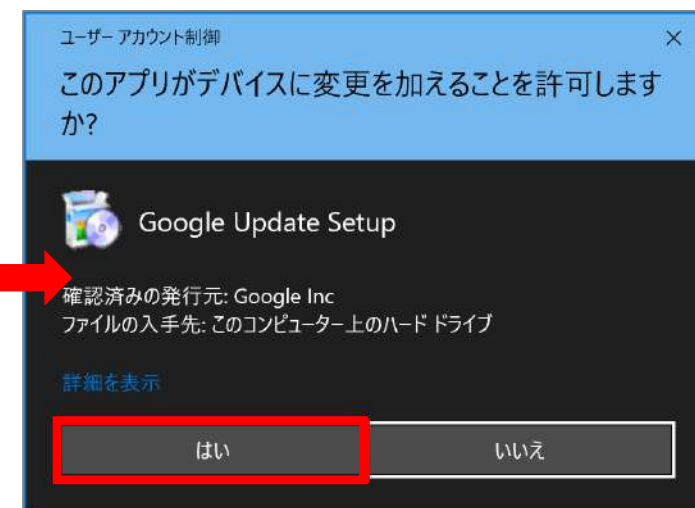 ユーザー アカウント制御
このアプリがデバイスに変更を加えることを許可します
か?
Google Update Setup
確認済みの発行元: Google Inc
ファイルの入手先: このコンピューター上のハード ドライブ
詳細を表示
はい
いいえ